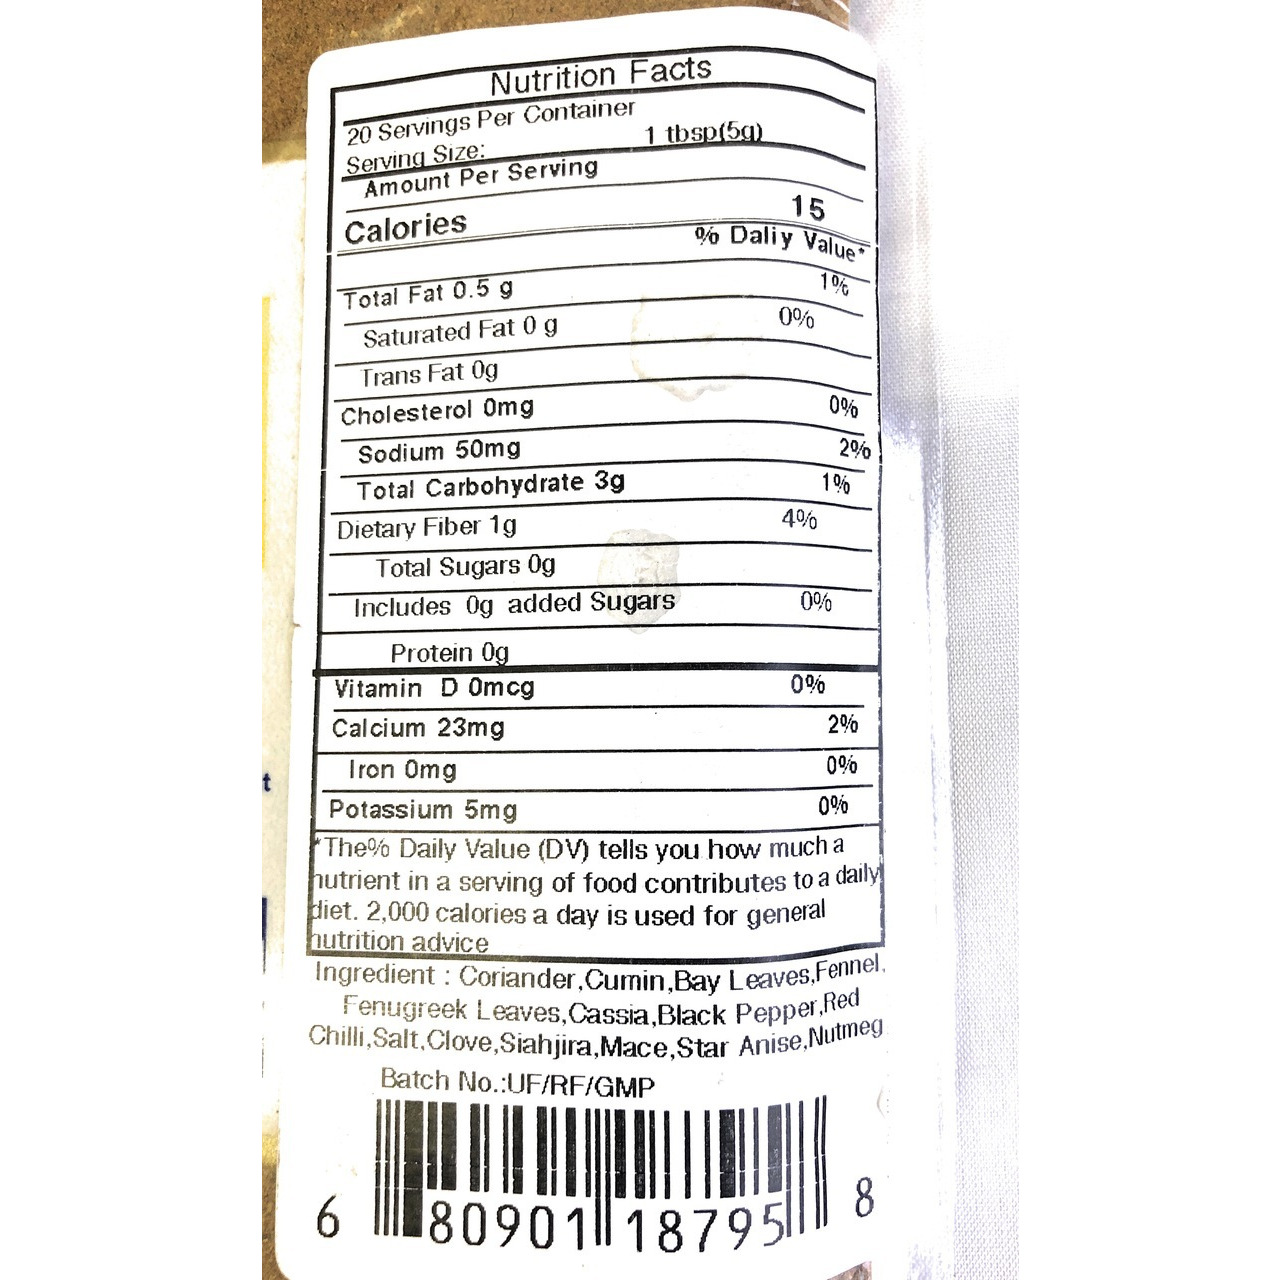 Nutrition Facts
20 Servings Per Container
Serving Size: 1 tbsp(5g)
Amount Per Serving
Calories 15
% Daliy Value*
Total Fat 0.5 g 1%
Saturated Fat 0 g 0%
Trans Fat 0g
Cholesterol 0mg 0%
Sodium 50mg 2%
Total Carbohydrate 3g 1%
Dietary Fiber 1g 4%
Total Sugars 0g
Includes 0g added Sugars 0%
Protein 0g
Vitamin D 0mcg 0%
Calcium 23mg 2%
Iron 0mg 0%
Potassium 5mg 0%
*The% Daily Value (DV) tells you how much a
nutrient in a serving of food contributes to a daily
diet. 2,000 calories a day is used for general
nutrition advice
Ingredient : Coriander,Cumin,Bay Leaves,Fennel,
Fenugreek Leaves,Cassia,Black Pepper,Red
Chilli,Salt,Clove,Siahjira,Mace,Star Anise,Nutmeg
Batch No.:UF/RF/GMP
6 80901 18795 8
t